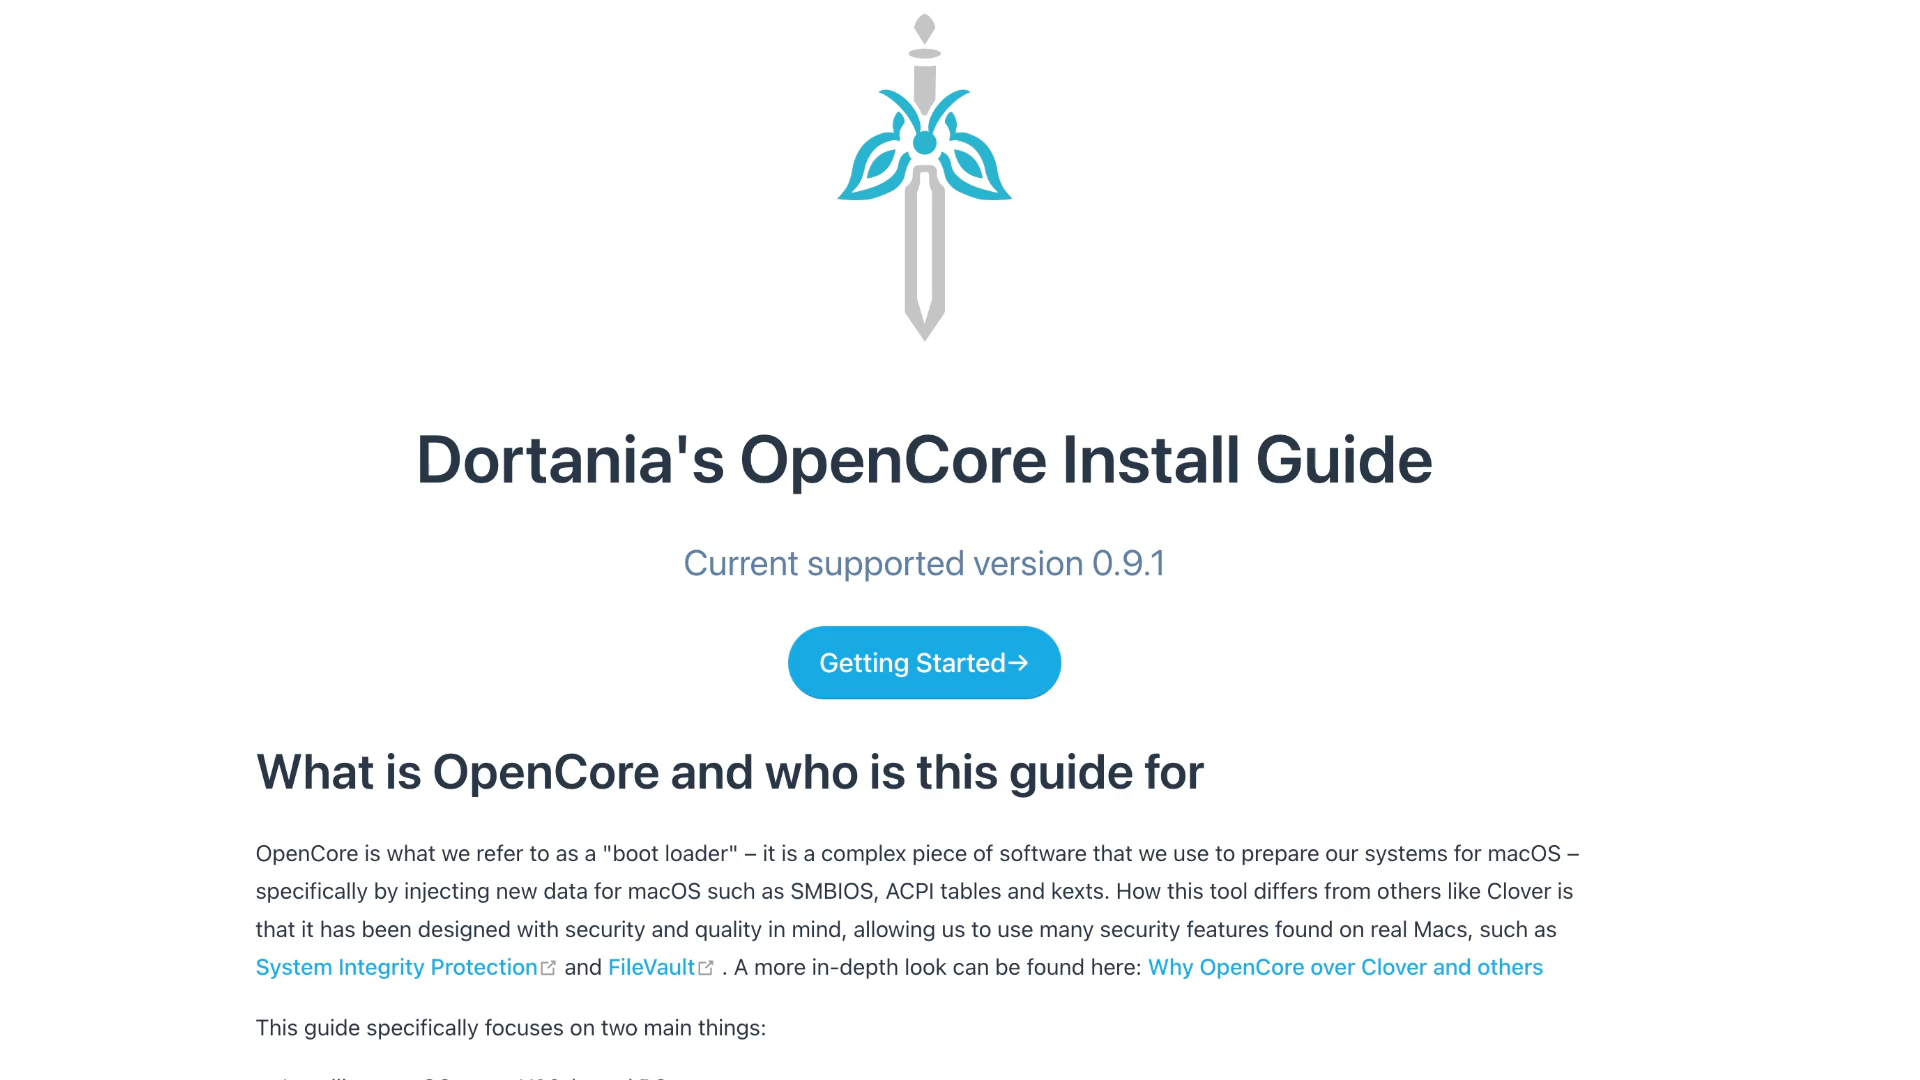 Dortania's OpenCore Install Guide
Current supported version 0.9.1
Getting Started→
What is OpenCore and who is this guide for
OpenCore is what we refer to as a "boot loader" – it is a complex piece of software that we use to prepare our systems for macOS –
specifically by injecting new data for macOS such as SMBIOS, ACPI tables and kexts. How this tool differs from others like Clover is
that it has been designed with security and quality in mind, allowing us to use many security features found on real Macs, such as
System Integrity Protection and FileVault . A more in-depth look can be found here: Why OpenCore over Clover and others
This guide specifically focuses on two main things: